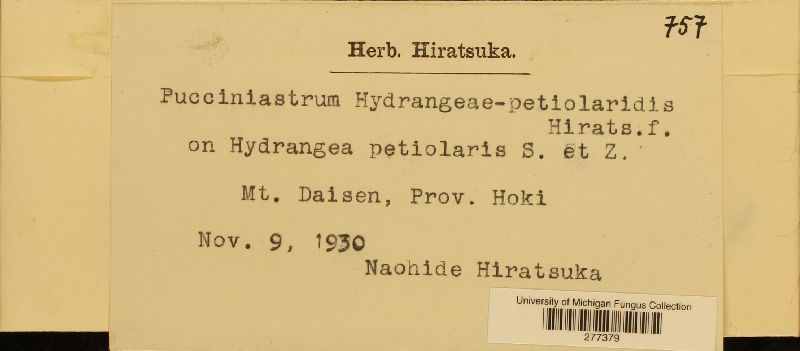 757
Herb. Hiratsuka.
Pucciniastrum Hydrangeae-petiolaridis
Hirats.f.
on Hydrangea petiolaris S. et Z.
Mt. Daisen, Prov. Hoki
Nov. 9, 1930
Naohide Hiratsuka
University of Michigan Fungus Collection
277379